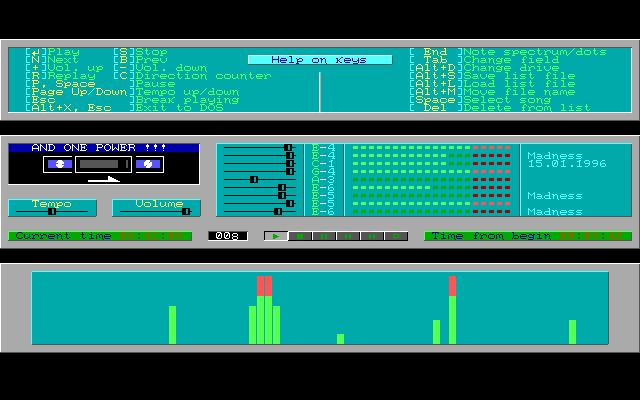 [↵]Play [S]Stop
[N]Next [B]Prev
[+]Vol. up [-]Vol. down
[R]Replay [C]Direction counter
[P, Space ]Pause
[Page Up/Down]Tempo up/down
[Esc ]Break playing
[Alt+X, Esc ]Exit to DOS
Help on keys
[ End ]Note spectrum/dots
[ Tab ]Change field
[Alt+D]Change drive
[Alt+S]Save list file
[Alt+L]Load list file
[Alt+M]Move file name
[Space]Select song
[ Del ]Delete from list
AND ONE POWER !!!
Tempo Volume
E-4
E-4
C-1
G-4
A-3
E-6
B-5
E-5
E-6
Madness
15.01.1996
Madness
Madness
Current time
008
Time from begin